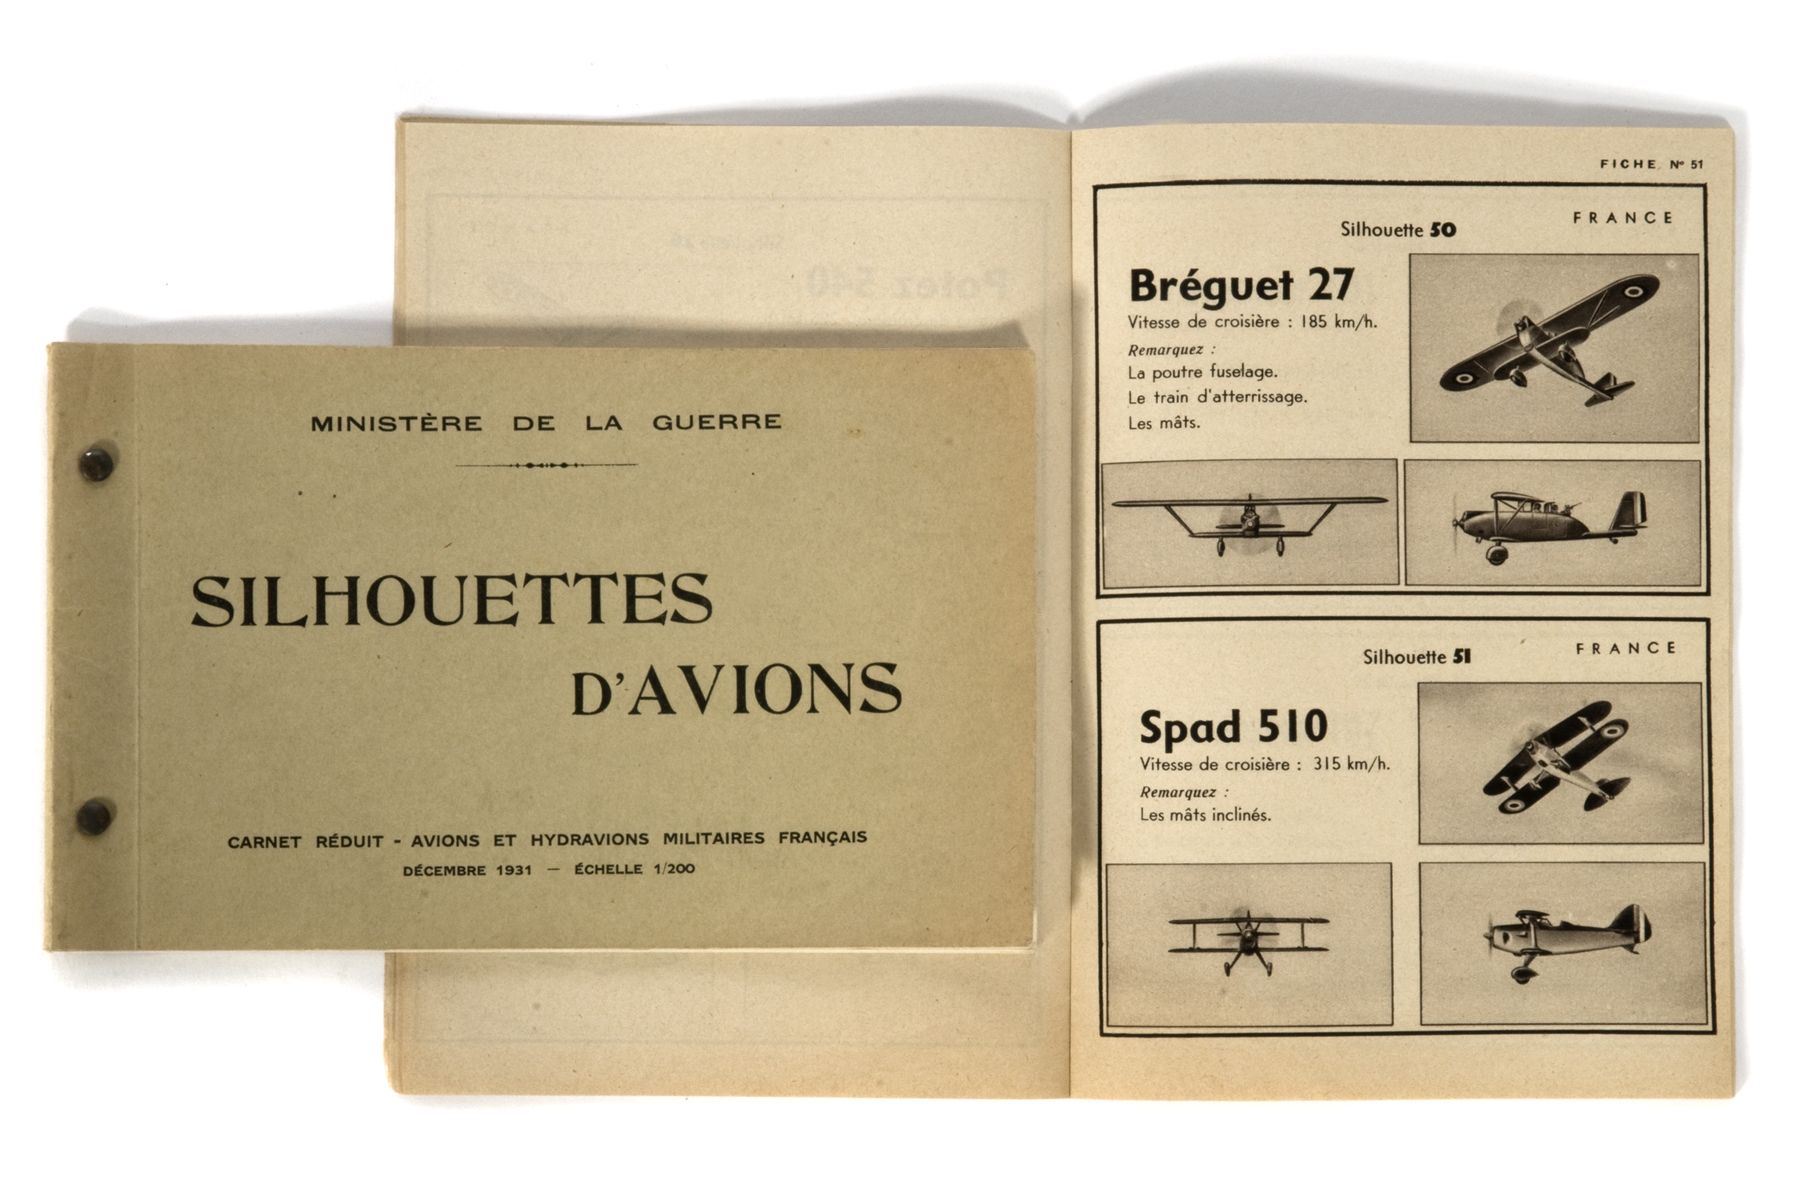 MINISTÈRE DE LA GUERRE
SILHOUETTES
D'AVIONS
CARNET RÉDUIT - AVIONS ET HYDRAVIONS MILITAIRES FRANÇAIS
DÉCEMBRE 1931 — ÉCHELLE 1/200
Potez 540
FICHE Nº 51
Silhouette 50
FRANCE
Bréguet 27
Vitesse de croisière : 185 km/h.
Remarquez :
La poutre fuselage.
Le train d'atterrissage.
Les mâts.
Silhouette 51
FRANCE
Spad 510
Vitesse de croisière : 315 km/h.
Remarquez :
Les mâts inclinés.